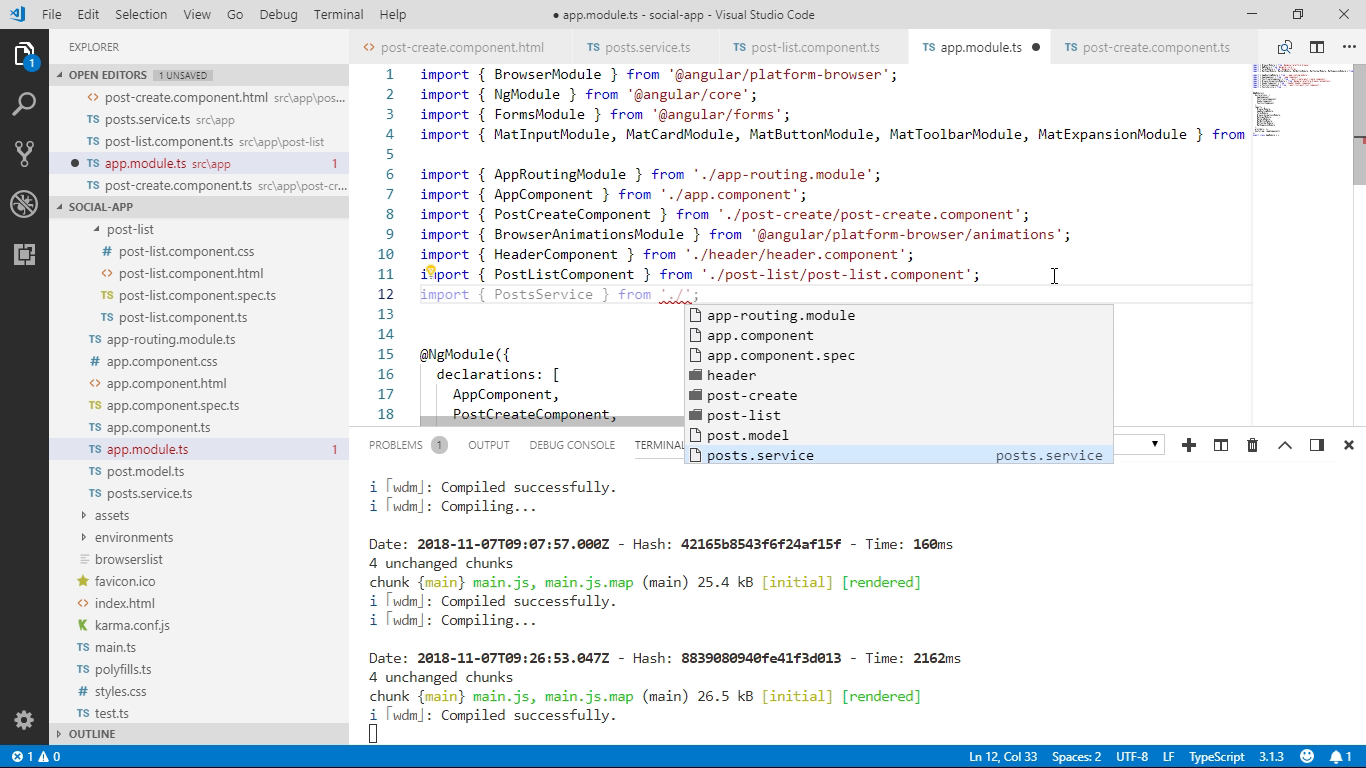 File Edit Selection View Go Debug Terminal Help
● app.module.ts - social-app - Visual Studio Code
1
EXPLORER
OPEN EDITORS 1 UNSAVED
post-create.component.html src\app\pos...
posts.service.ts src\app
post-list.component.ts src\app\post-list
app.module.ts src\app 1
post-create.component.ts src\app\post-cr...
SOCIAL-APP
post-list
post-list.component.css
post-list.component.html
post-list.component.spec.ts
post-list.component.ts
app-routing.module.ts
app.component.css
app.component.html
app.component.spec.ts
app.component.ts
app.module.ts 1
post.model.ts
posts.service.ts
assets
environments
browserslist
favicon.ico
index.html
karma.conf.js
main.ts
polyfills.ts
styles.css
test.ts
OUTLINE
post-create.component.html
TS posts.service.ts
TS post-list.component.ts
TS app.module.ts ●
TS post-create.component.ts
1 import { BrowserModule } from '@angular/platform-browser';
2 import { NgModule } from '@angular/core';
3 import { FormsModule } from '@angular/forms';
4 import { MatInputModule, MatCardModule, MatButtonModule, MatToolbarModule, MatExpansionModule } from
5
6 import { AppRoutingModule } from './app-routing.module';
7 import { AppComponent } from './app.component';
8 import { PostCreateComponent } from './post-create/post-create.component';
9 import { BrowserAnimationsModule } from '@angular/platform-browser/animations';
10 import { HeaderComponent } from './header/header.component';
11 import { PostListComponent } from './post-list/post-list.component';
12 import { PostsService } from './';
13
14
15 @NgModule({
16 declarations: [
17 AppComponent,
18 PostCreateComponent,
app-routing.module
app.component
app.component.spec
header
post-create
post-list
post.model
posts.service posts.service
PROBLEMS 1 OUTPUT DEBUG CONSOLE TERMINAL
i ｢wdm｣: Compiled successfully.
i ｢wdm｣: Compiling...
Date: 2018-11-07T09:07:57.000Z - Hash: 42165b8543f6f24af15f - Time: 160ms
4 unchanged chunks
chunk {main} main.js, main.js.map (main) 25.4 kB [initial] [rendered]
i ｢wdm｣: Compiled successfully.
i ｢wdm｣: Compiling...
Date: 2018-11-07T09:26:53.047Z - Hash: 8839080940fe41f3d013 - Time: 2162ms
4 unchanged chunks
chunk {main} main.js, main.js.map (main) 26.5 kB [initial] [rendered]
i ｢wdm｣: Compiled successfully.
1 0
Ln 12, Col 33 Spaces: 2 UTF-8 LF TypeScript 3.1.3 1